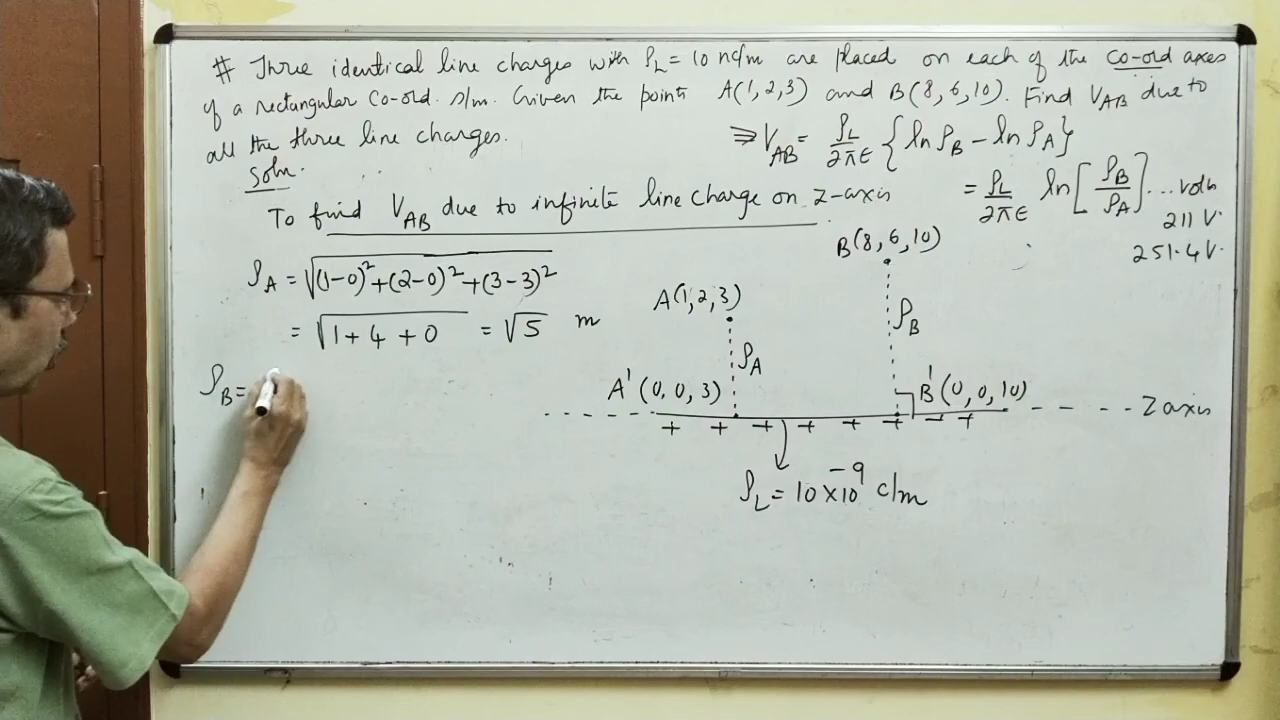 # Three identical line charges with ρL = 10 nc/m are placed on each of the co-ord axes
of a rectangular co-ord. s/m. Given the points A(1,2,3) and B(8,6,10). Find VAB due to
all the three line charges.
⇒ VAB = ρL/2πϵ {ln ρB − ln ρA}
Soln.
To find VAB due to infinite line charge on Z-axis
= ρL/2πϵ ln[ρB/ρA] ... volts
211 V.
251.4 V.
ρA = √(1−0)²+(2−0)²+(3−3)²
= √1+4+0 = √5 m
B(8,6,10)
A(1,2,3)
ρB
ρA
ρB =
A'(0,0,3)
B'(0,0,10)
Z axis
+ + + + + + − +
ρL = 10×10⁻⁹ c/m